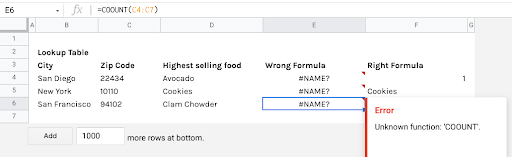 E6 fx =COOUNT(C4:C7)
A B C D E F G
1
2 Lookup Table
3 City Zip Code Highest selling food Wrong Formula Right Formula
4 San Diego 22434 Avocado #NAME? 1
5 New York 10110 Cookies #NAME? Cookies
6 San Francisco 94102 Clam Chowder #NAME?
7
Error
Unknown function: 'COOUNT'.
Add 1000 more rows at bottom.